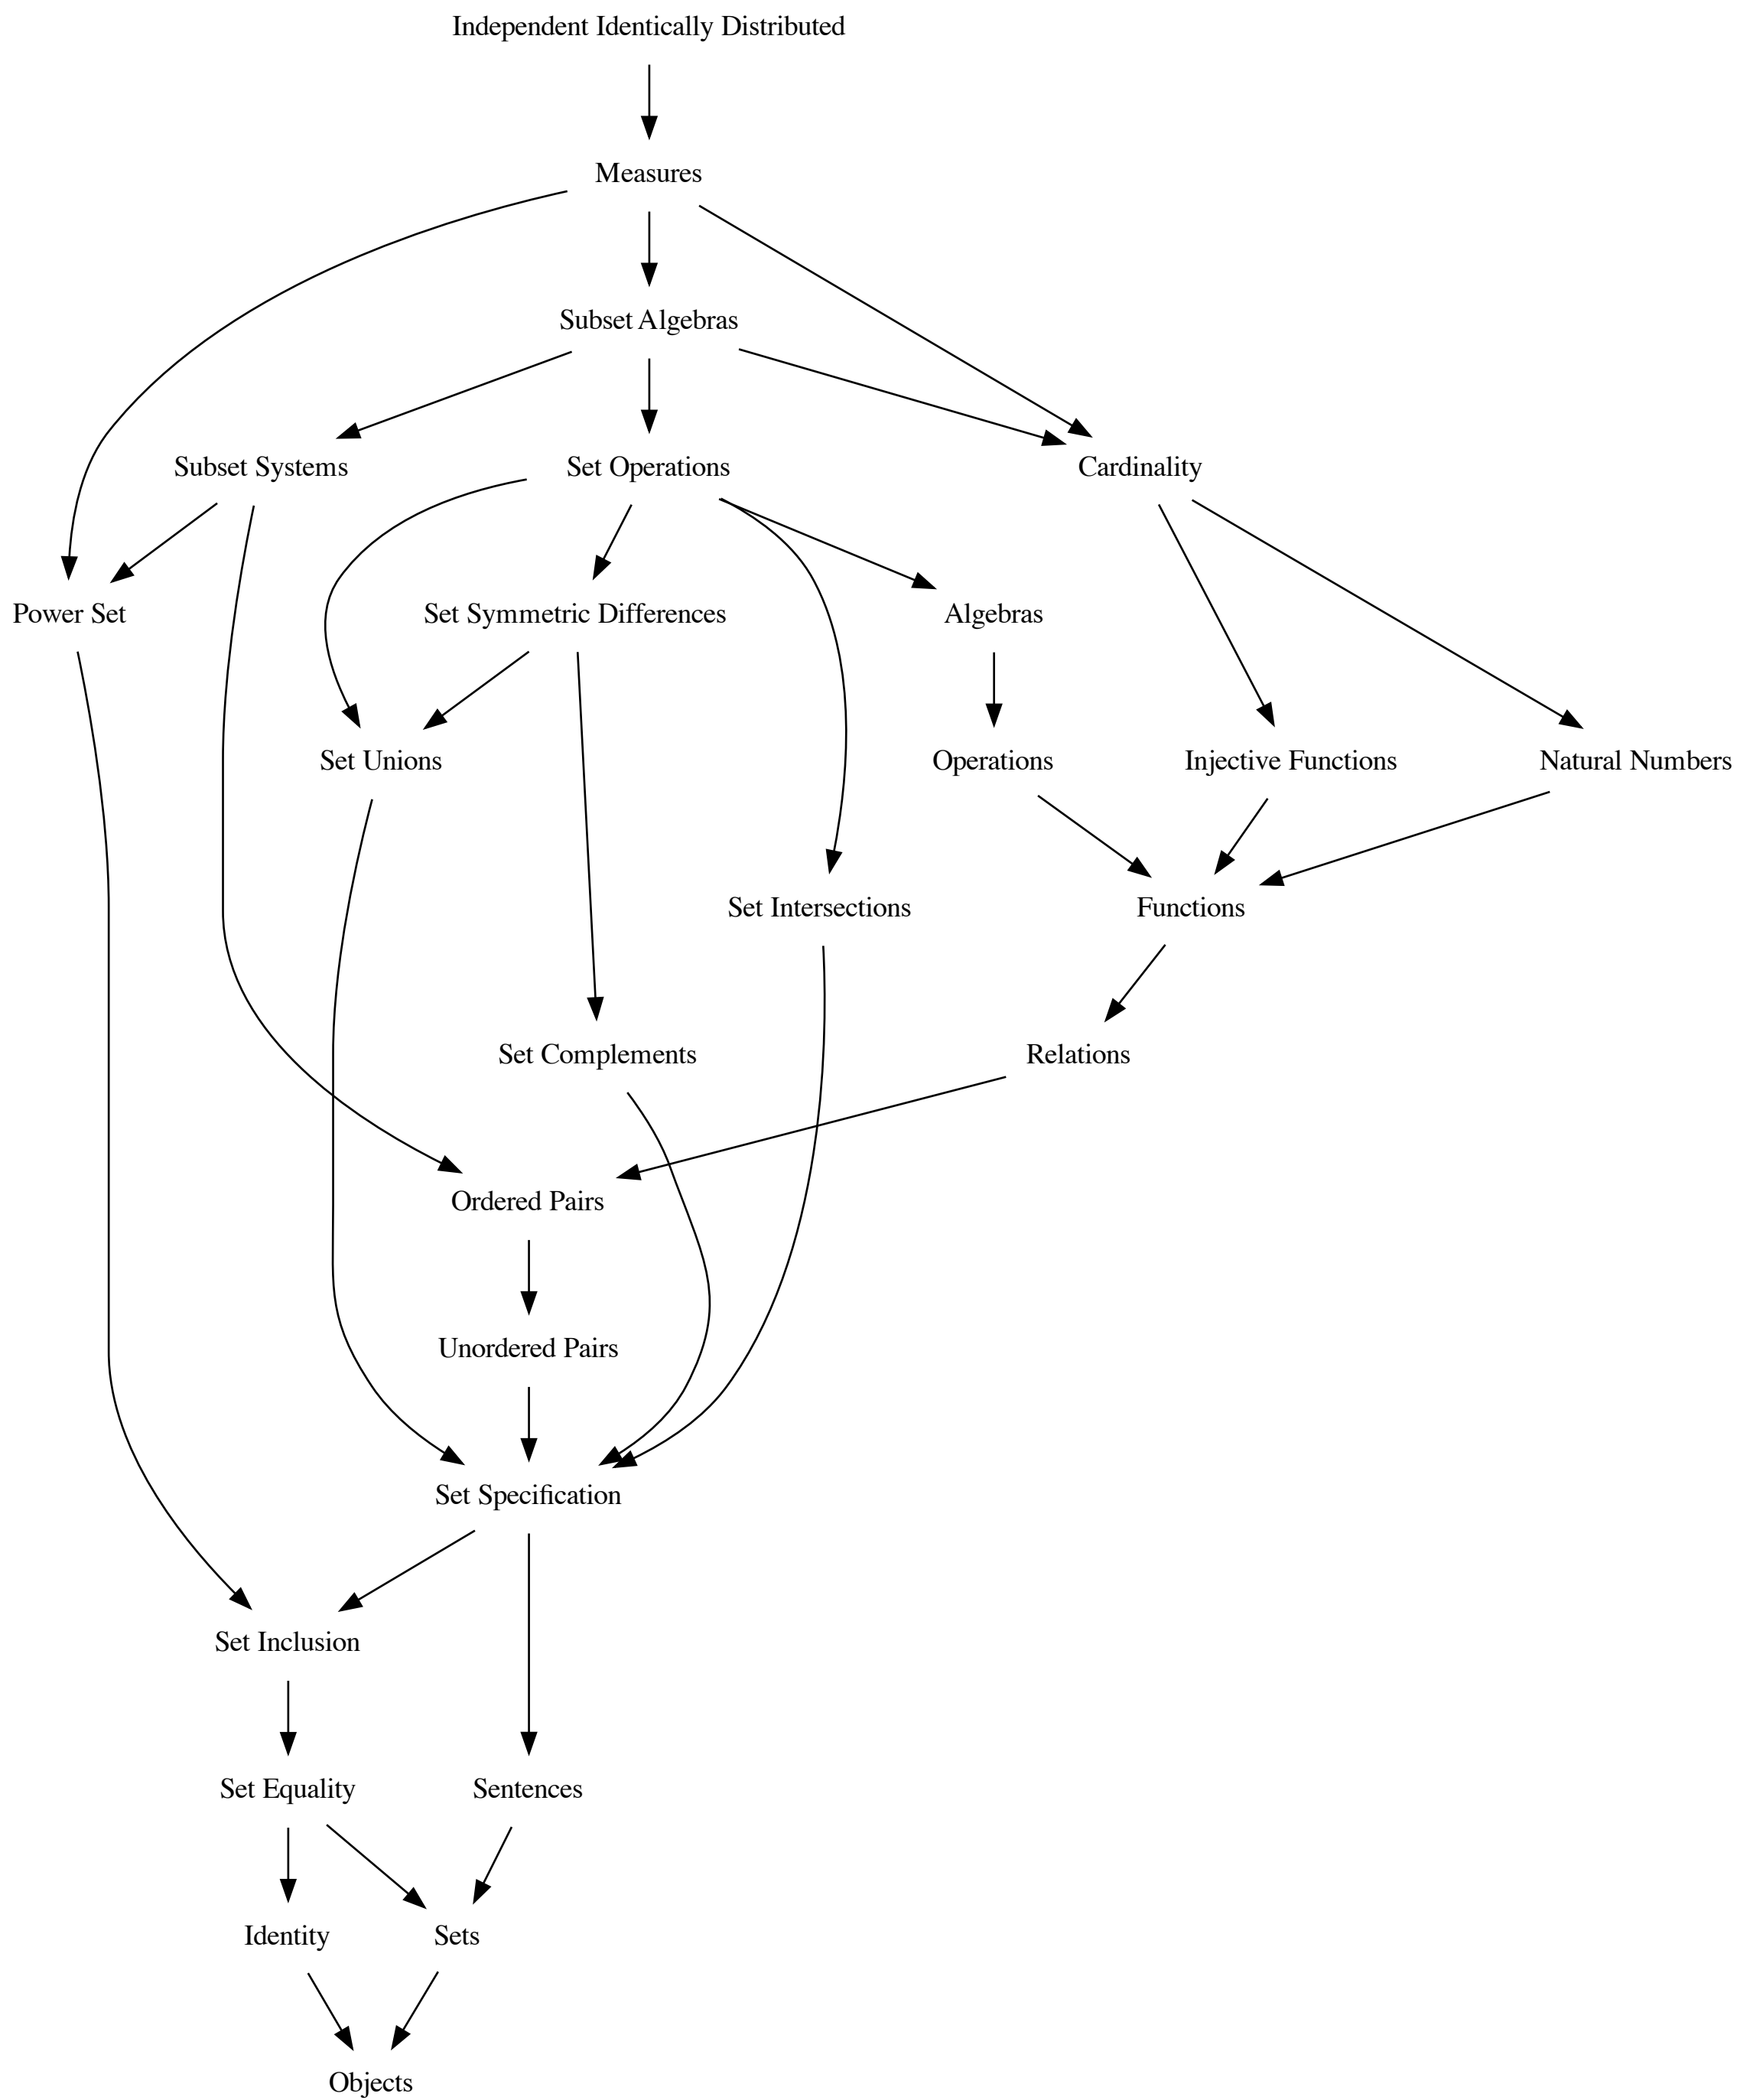 Independent Identically Distributed
Measures
Subset Algebras
Subset Systems
Set Operations
Cardinality
Power Set
Set Symmetric Differences
Algebras
Set Unions
Operations
Injective Functions
Natural Numbers
Set Intersections
Functions
Set Complements
Relations
Ordered Pairs
Unordered Pairs
Set Specification
Set Inclusion
Set Equality
Sentences
Identity
Sets
Objects